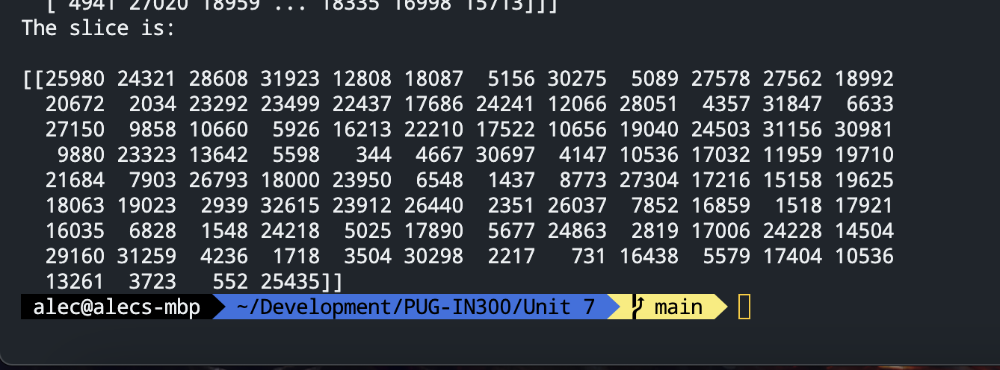 [ 4941 27020 18959 ... 18335 16998 15713]]]
The slice is:
[[25980 24321 28608 31923 12808 18087 5156 30275 5089 27578 27562 18992
20672 2034 23292 23499 22437 17686 24241 12066 28051 4357 31847 6633
27150 9858 10660 5926 16213 22210 17522 10656 19040 24503 31156 30981
9880 23323 13642 5598 344 4667 30697 4147 10536 17032 11959 19710
21684 7903 26793 18000 23950 6548 1437 8773 27304 17216 15158 19625
18063 19023 2939 32615 23912 26440 2351 26037 7852 16859 1518 17921
16035 6828 1548 24218 5025 17890 5677 24863 2819 17006 24228 14504
29160 31259 4236 1718 3504 30298 2217 731 16438 5579 17404 10536
13261 3723 552 25435]]
alec@alecs-mbp ~/Development/PUG-IN300/Unit 7 main